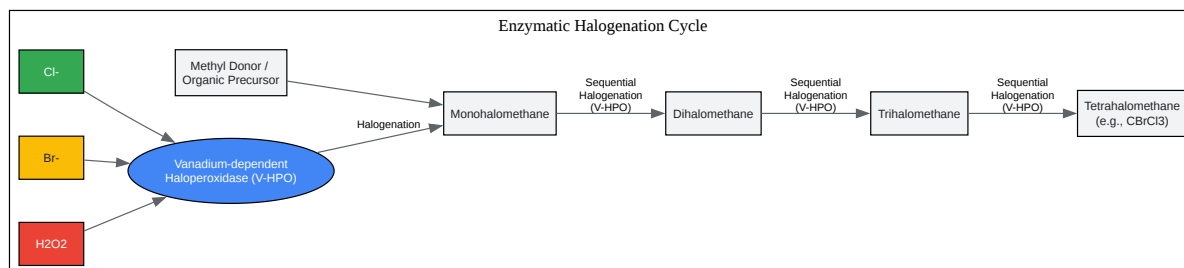 Enzymatic Halogenation Cycle
Cl-
Methyl Donor /
Organic Precursor
Br-
H2O2
Vanadium-dependent
Haloperoxidase (V-HPO)
Halogenation
Monohalomethane
Sequential
Halogenation
(V-HPO)
Dihalomethane
Sequential
Halogenation
(V-HPO)
Trihalomethane
Sequential
Halogenation
(V-HPO)
Tetrahalomethane
(e.g., CBrCl3)